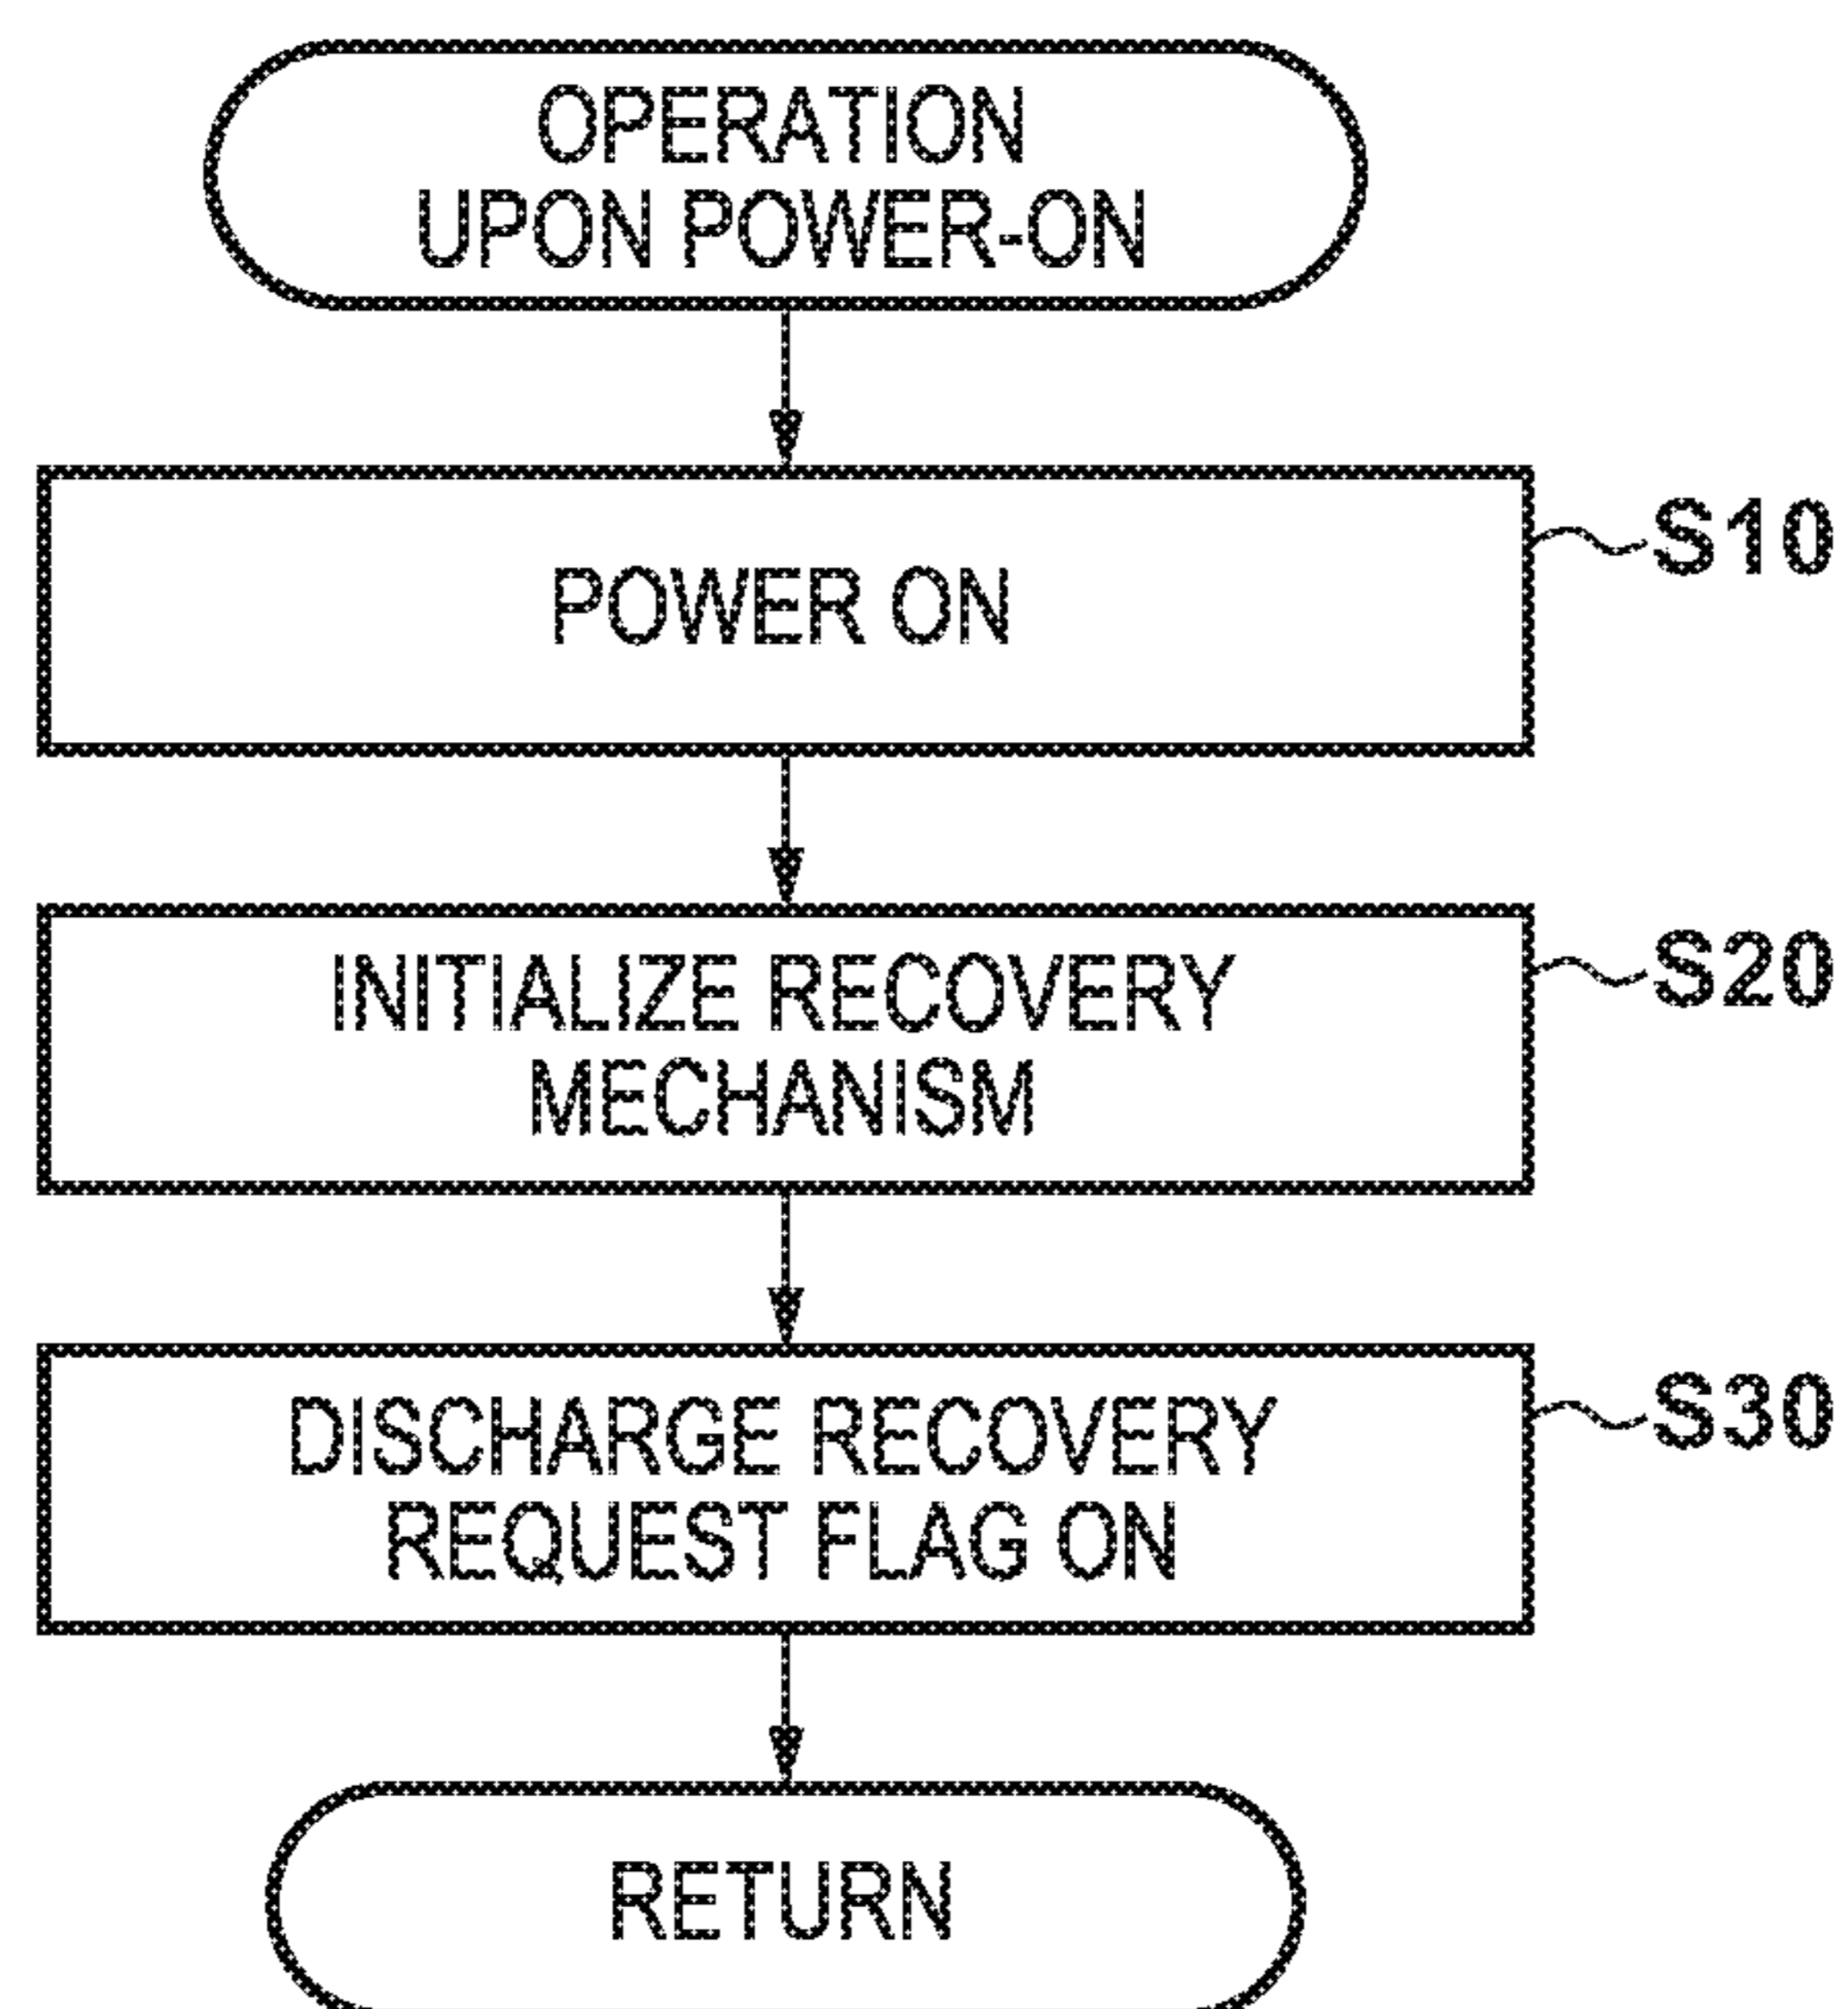 OPERATION
UPON POWER-ON
POWER ON
S10
INITIALIZE RECOVERY
MECHANISM
S20
DISCHARGE RECOVERY
REQUEST FLAG ON
S30
RETURN